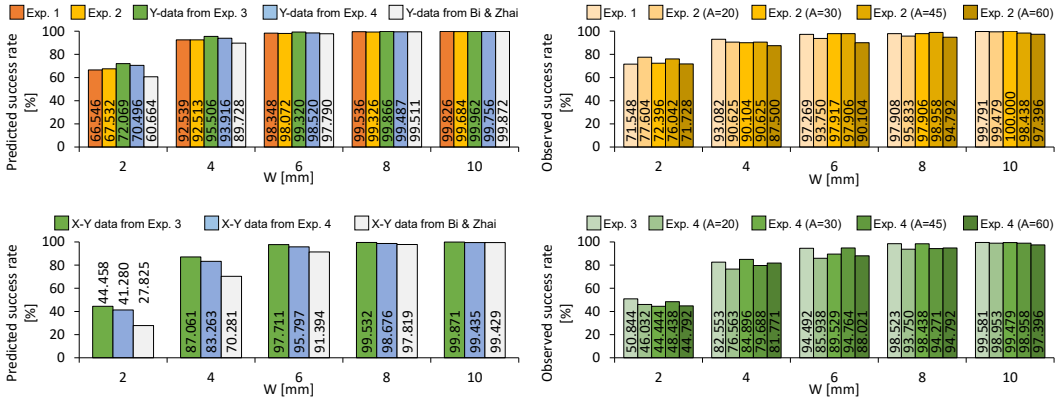 Exp. 1 Exp. 2 Y-data from Exp. 3 Y-data from Exp. 4 Y-data from Bi & Zhai
Predicted success rate
[%]
100
80
60
40
20
0
66.546 67.532 72.069 70.496 60.664
92.539 92.513 95.506 93.916 89.728
98.348 98.072 99.320 98.520 97.790
99.536 99.326 99.866 99.487 99.511
99.826 99.684 99.962 99.756 99.872
2 4 6 8 10
W [mm]
Exp. 1 Exp. 2 (A=20) Exp. 2 (A=30) Exp. 2 (A=45) Exp. 2 (A=60)
Observed success rate
[%]
100
80
60
40
20
0
71.548 77.604 72.396 76.042 71.728
93.082 90.625 90.104 90.625 87.500
97.269 93.750 97.917 97.906 90.104
97.908 95.833 97.906 98.958 94.792
99.791 99.479 100.000 98.438 97.396
2 4 6 8 10
W [mm]
X-Y data from Exp. 3 X-Y data from Exp. 4 X-Y data from Bi & Zhai
Predicted success rate
[%]
100
80
60
40
20
0
44.458 41.280 27.825
87.061 83.263 70.281
97.711 95.797 91.394
99.532 98.676 97.819
99.871 99.435 99.429
2 4 6 8 10
W [mm]
Exp. 3 Exp. 4 (A=20) Exp. 4 (A=30) Exp. 4 (A=45) Exp. 4 (A=60)
Observed success rate
[%]
100
80
60
40
20
0
50.844 46.032 44.444 48.438 44.792
82.553 76.563 84.896 79.688 81.771
94.492 85.938 89.529 94.764 88.021
98.523 93.750 98.438 94.271 94.792
99.581 98.953 99.479 98.958 97.396
2 4 6 8 10
W [mm]